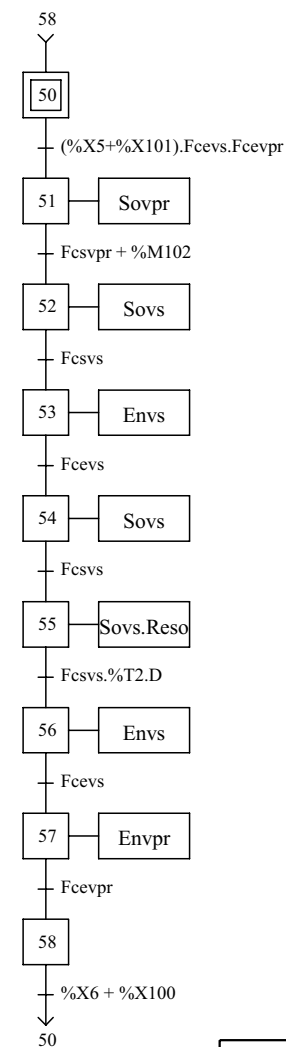 58
50
(%X5+%X101).Fcevs.Fcevpr
51 Sovpr
Fcsvpr + %M102
52 Sovs
Fcsvs
53 Envs
Fcevs
54 Sovs
Fcsvs
55 Sovs.Reso
Fcsvs.%T2.D
56 Envs
Fcevs
57 Envpr
Fcevpr
58
%X6 + %X100
50